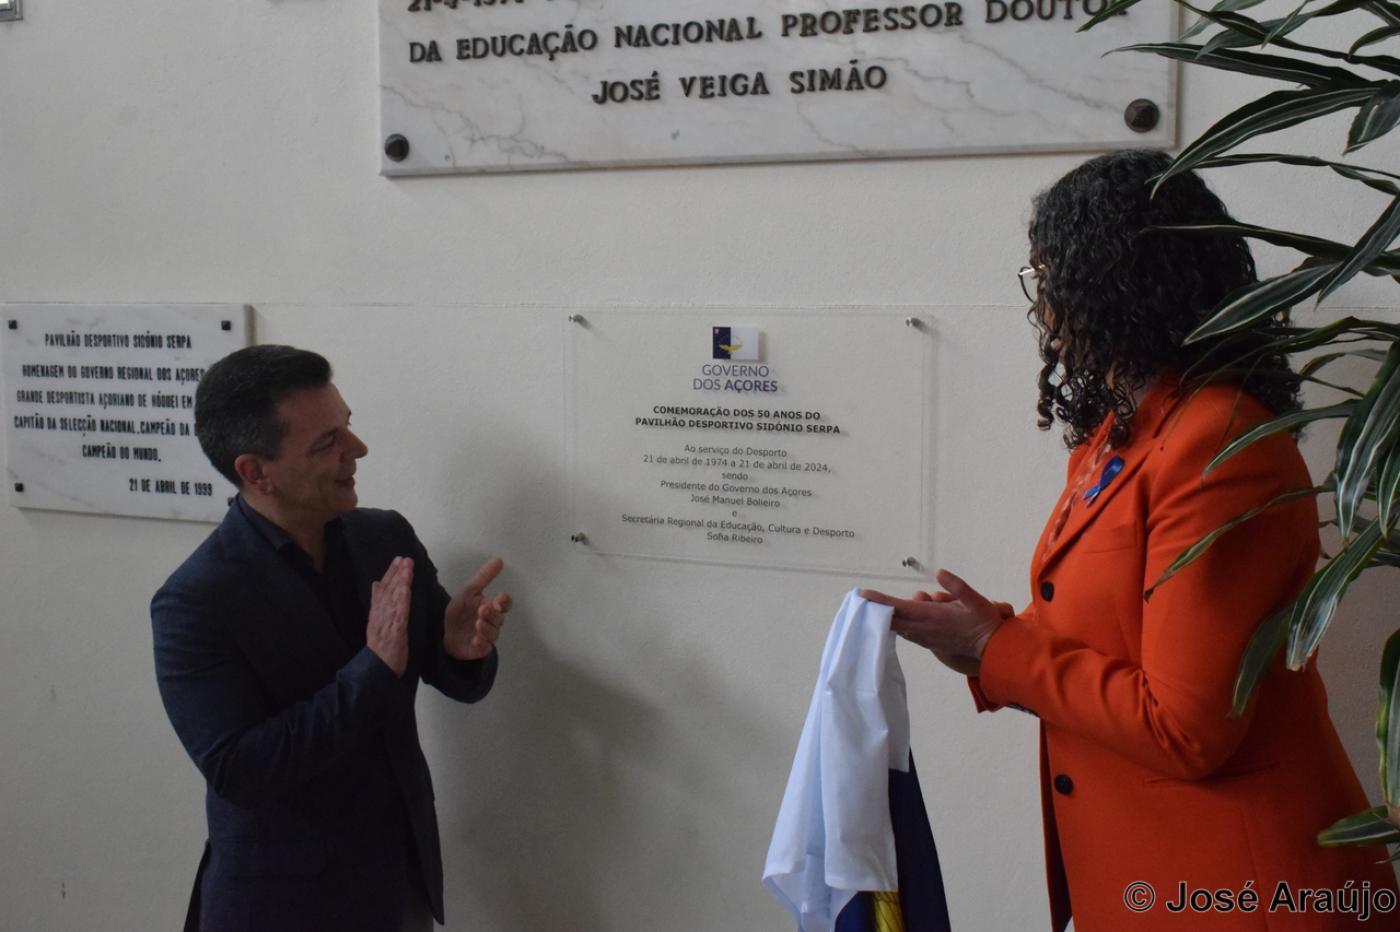 DA EDUCAÇÃO NACIONAL PROFESSOR DOUTOR
JOSÉ VEIGA SIMÃO
PAVILHÃO DESPORTIVO SIDÓNIO SERPA
HOMENAGEM DO GOVERNO REGIONAL DOS AÇORES
GRANDE DESPORTISTA AÇORIANO DE HÓQUEI EM
CAPITÃO DA SELECÇÃO NACIONAL, CAMPEÃO DA
CAMPEÃO DO MUNDO.
21 DE ABRIL DE 1999
GOVERNO
DOS AÇORES
COMEMORAÇÃO DOS 50 ANOS DO
PAVILHÃO DESPORTIVO SIDÓNIO SERPA
Ao serviço do Desporto
21 de abril de 1974 a 21 de abril de 2024,
sendo
Presidente do Governo dos Açores
José Manuel Bolieiro
e
Secretária Regional da Educação, Cultura e Desporto
Sofia Ribeiro
© José Araújo